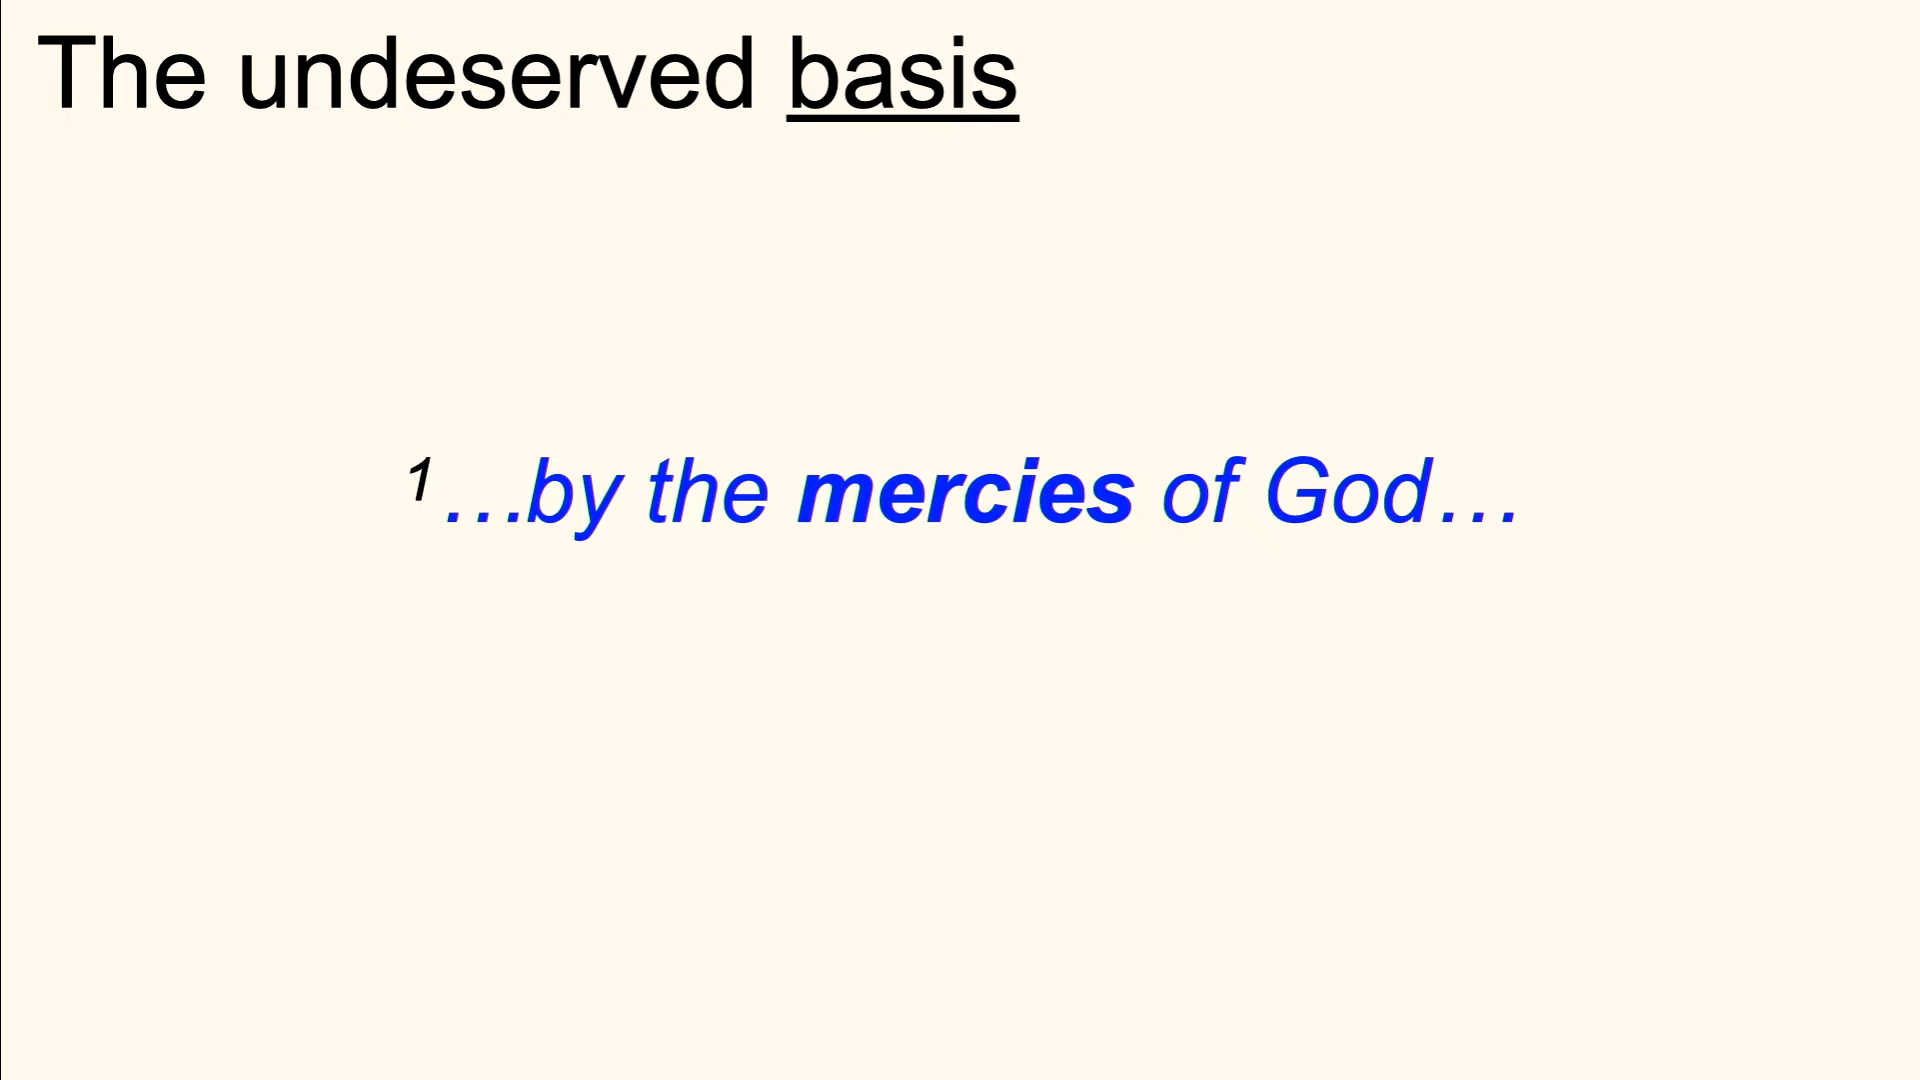 The undeserved basis
1…by the mercies of God…